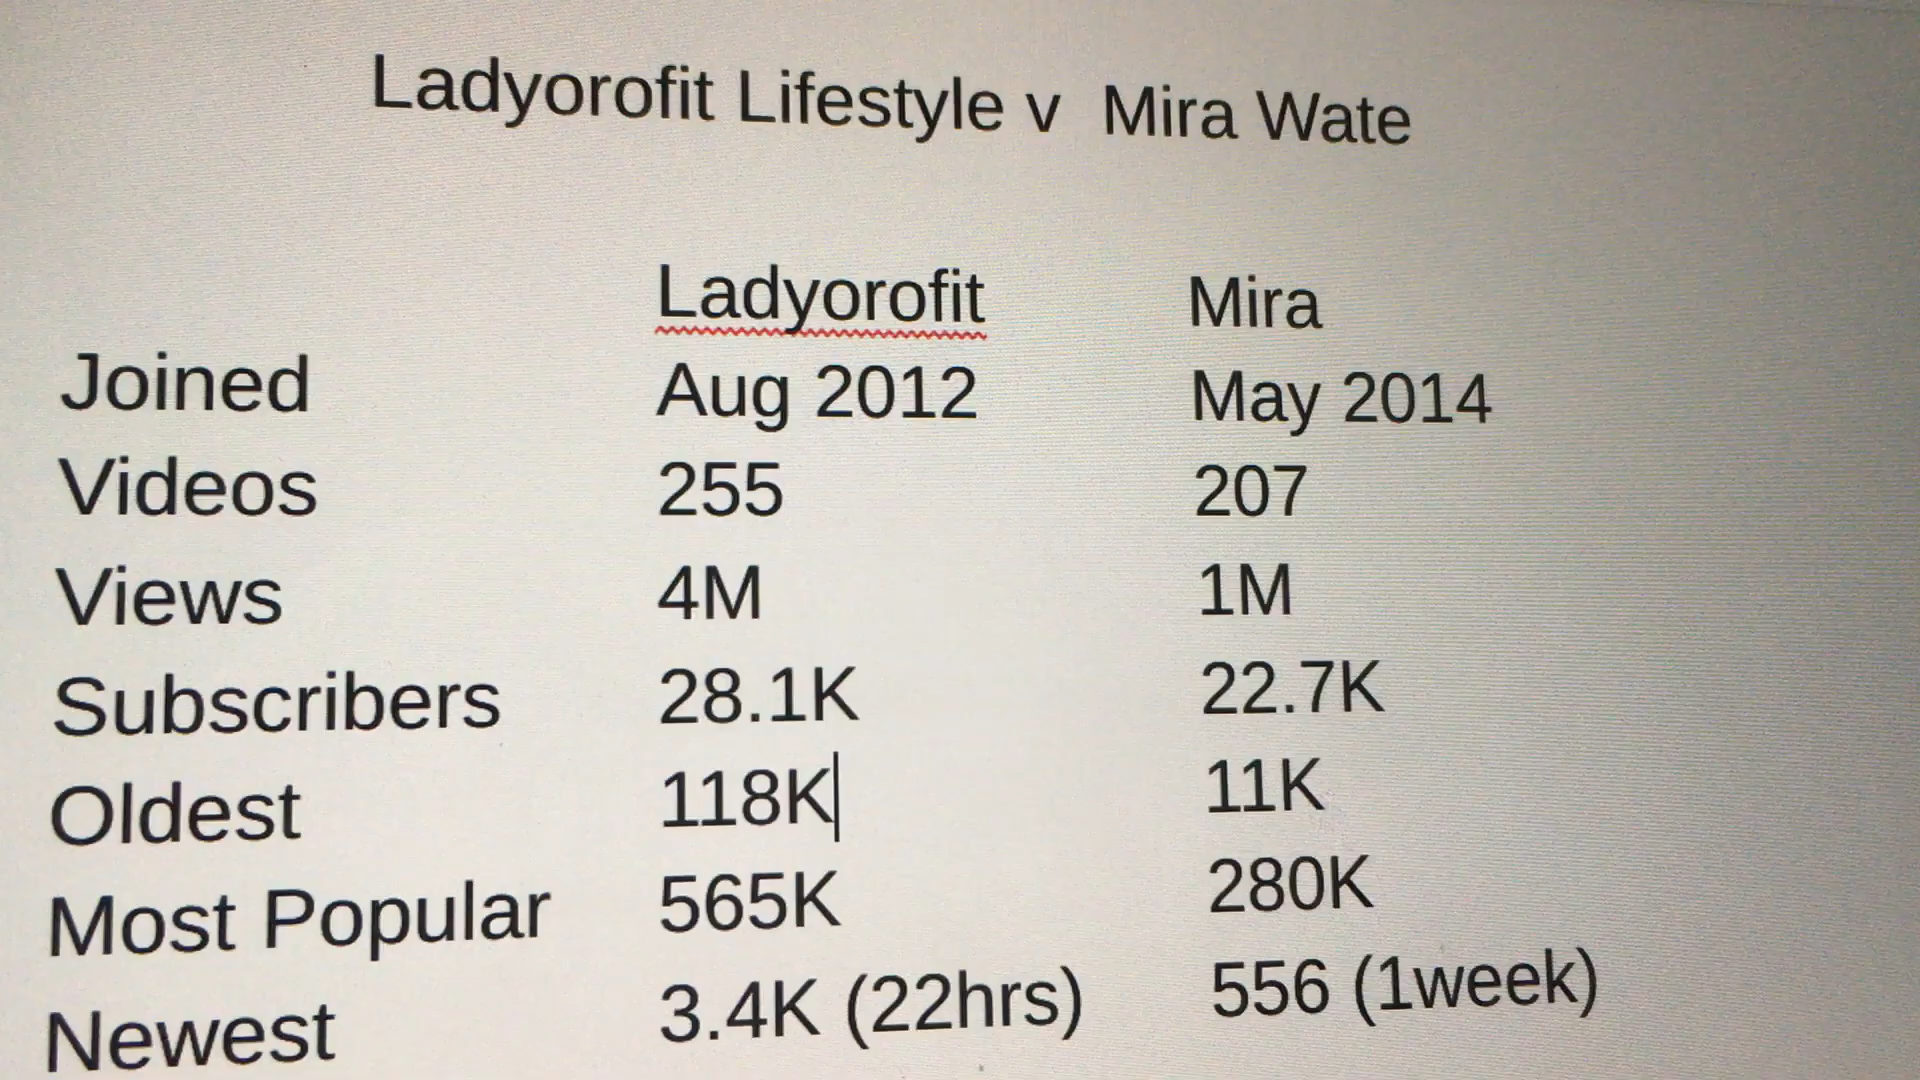 Ladyorofit Lifestyle v Mira Wate
Ladyorofit Mira
Joined Aug 2012 May 2014
Videos 255 207
Views 4M 1M
Subscribers 28.1K 22.7K
Oldest 118K 11K
Most Popular 565K 280K
Newest 3.4K (22hrs) 556 (1week)